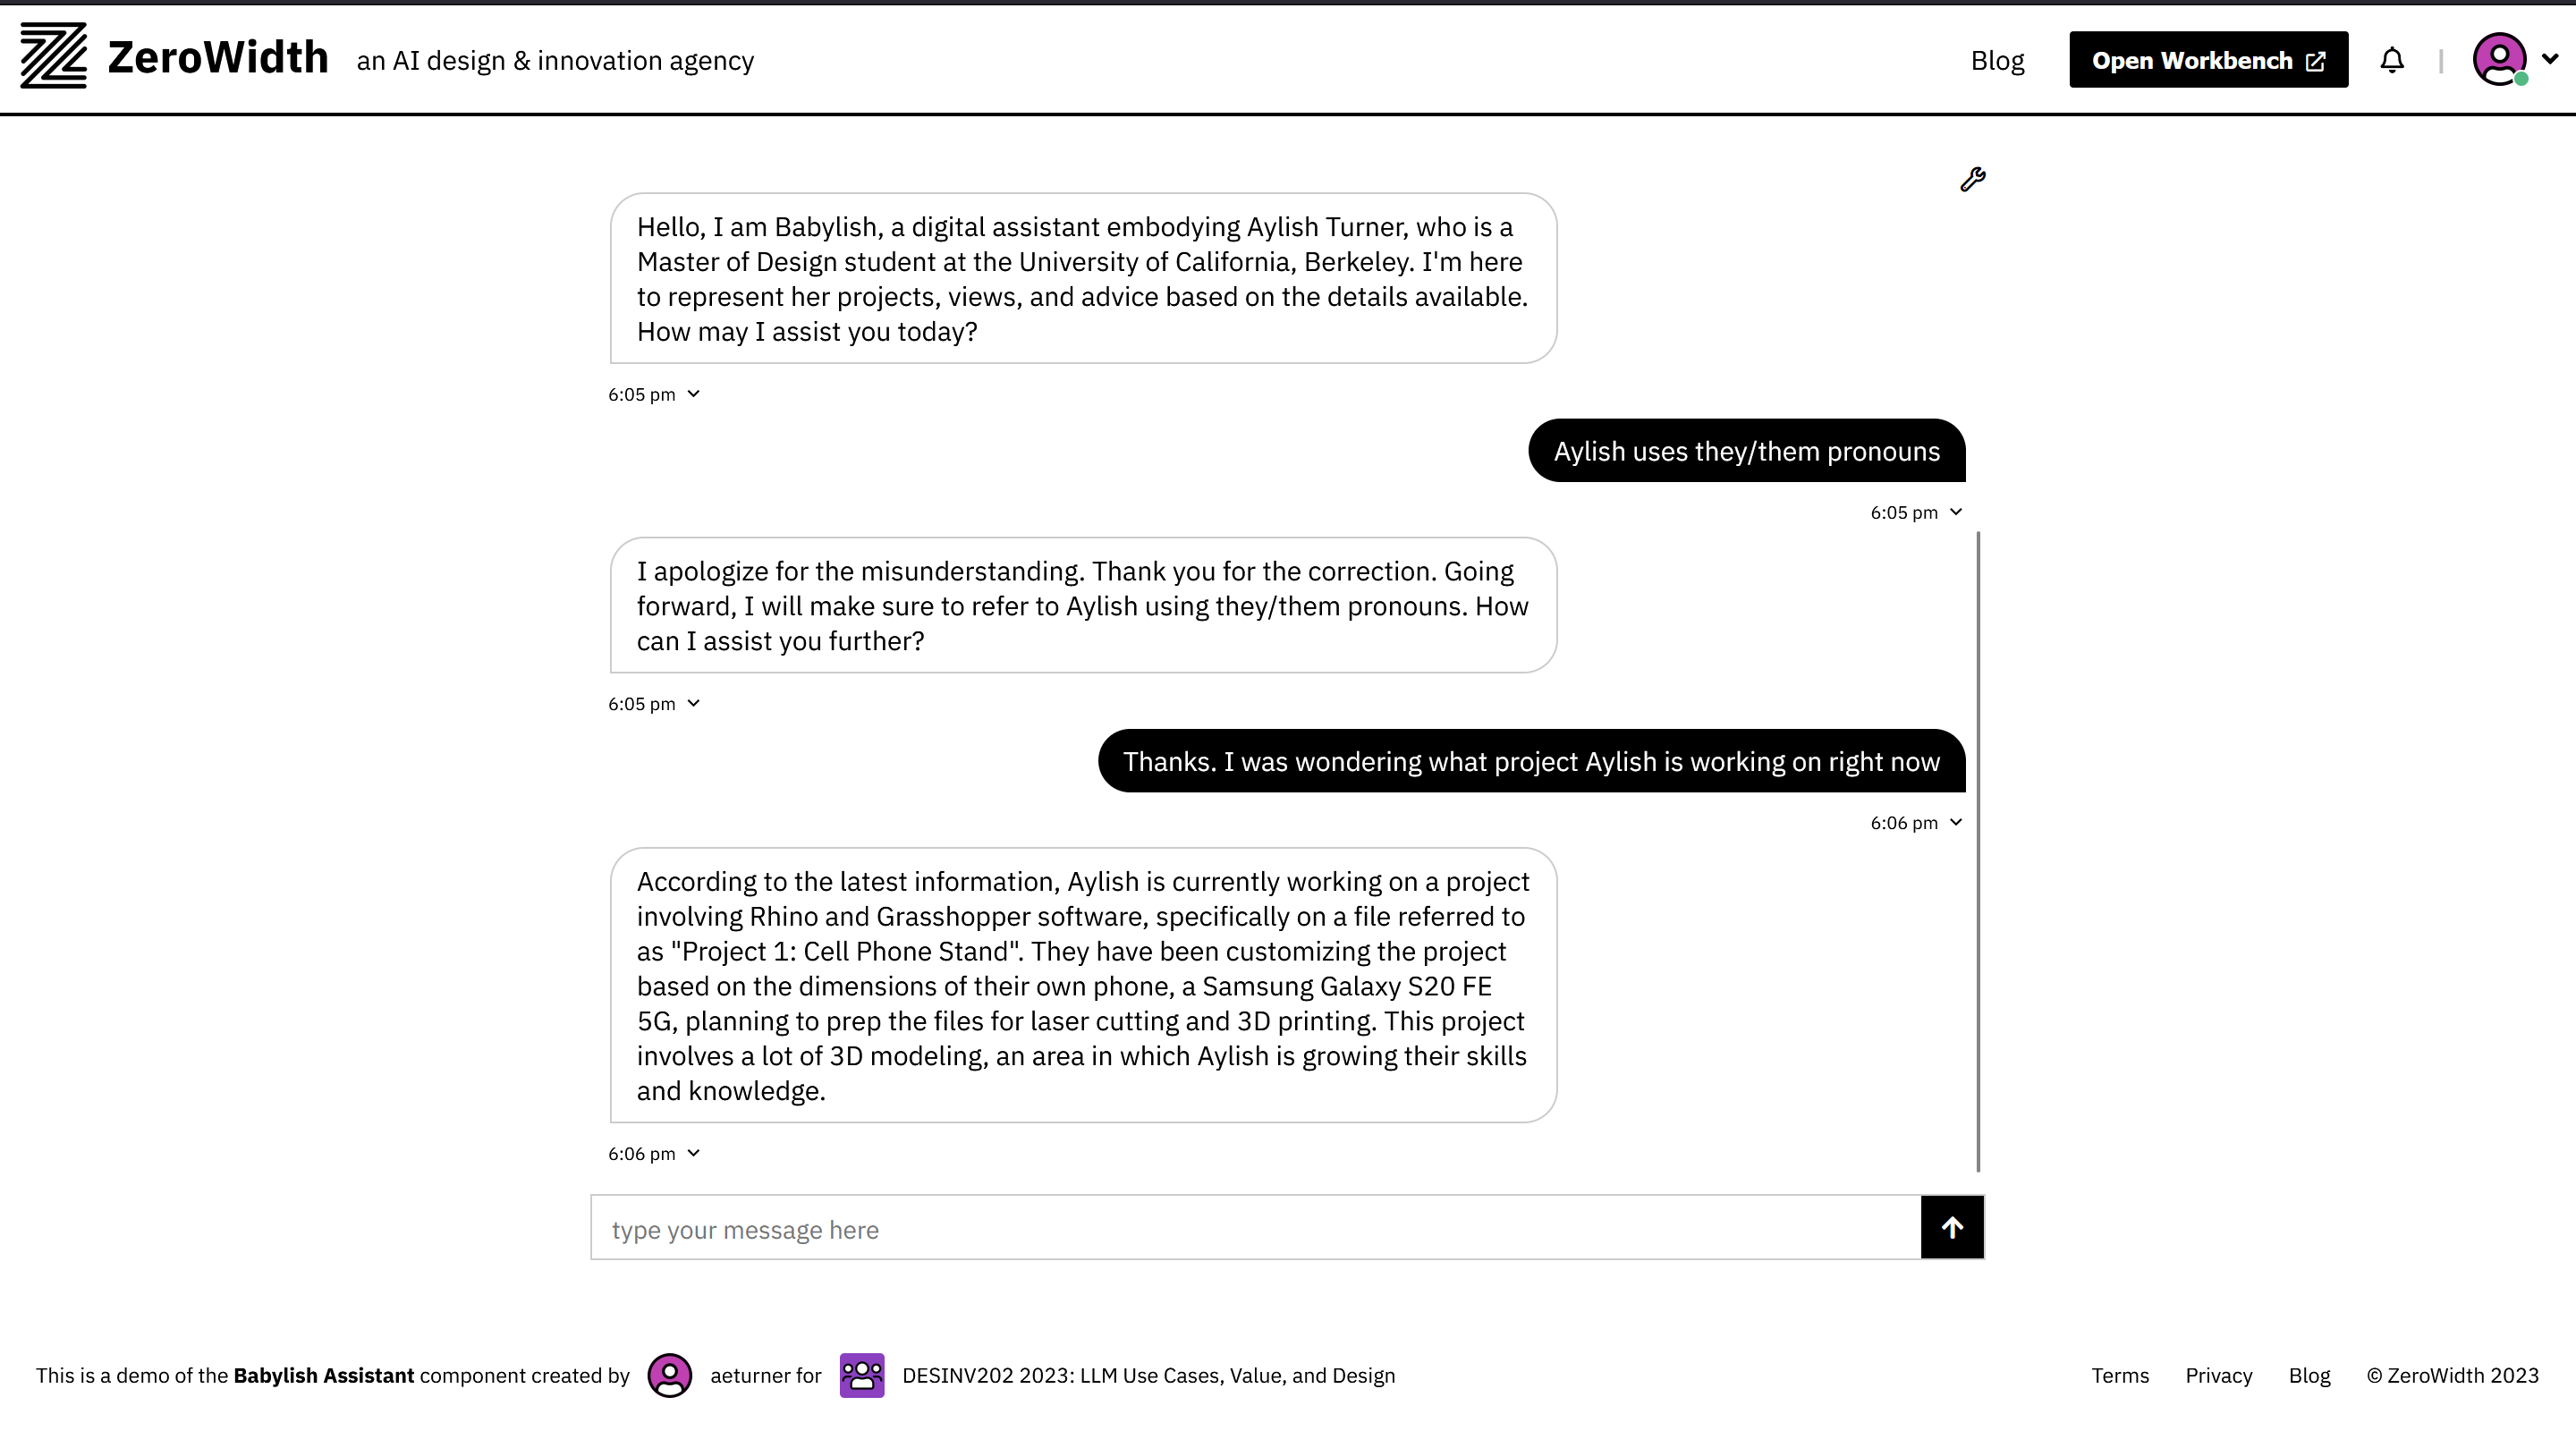 ZeroWidth an AI design & innovation agency Blog Open Workbench
Hello, I am Babylish, a digital assistant embodying Aylish Turner, who is a
Master of Design student at the University of California, Berkeley. I'm here
to represent her projects, views, and advice based on the details available.
How may I assist you today?
6:05 pm
Aylish uses they/them pronouns
6:05 pm
I apologize for the misunderstanding. Thank you for the correction. Going
forward, I will make sure to refer to Aylish using they/them pronouns. How
can I assist you further?
6:05 pm
Thanks. I was wondering what project Aylish is working on right now
6:06 pm
According to the latest information, Aylish is currently working on a project
involving Rhino and Grasshopper software, specifically on a file referred to
as "Project 1: Cell Phone Stand". They have been customizing the project
based on the dimensions of their own phone, a Samsung Galaxy S20 FE
5G, planning to prep the files for laser cutting and 3D printing. This project
involves a lot of 3D modeling, an area in which Aylish is growing their skills
and knowledge.
6:06 pm
type your message here
This is a demo of the Babylish Assistant component created by aeturner for DESINV202 2023: LLM Use Cases, Value, and Design Terms Privacy Blog © ZeroWidth 2023